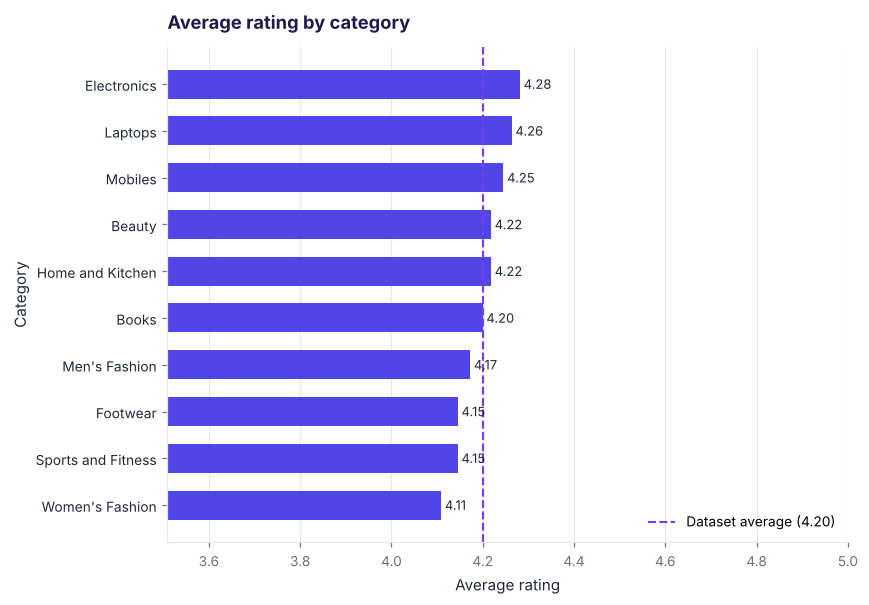 Average rating by category
Category
Electronics 4.28
Laptops 4.26
Mobiles 4.25
Beauty 4.22
Home and Kitchen 4.22
Books 4.20
Men's Fashion 4.17
Footwear 4.15
Sports and Fitness 4.15
Women's Fashion 4.11
Dataset average (4.20)
3.6 3.8 4.0 4.2 4.4 4.6 4.8 5.0
Average rating